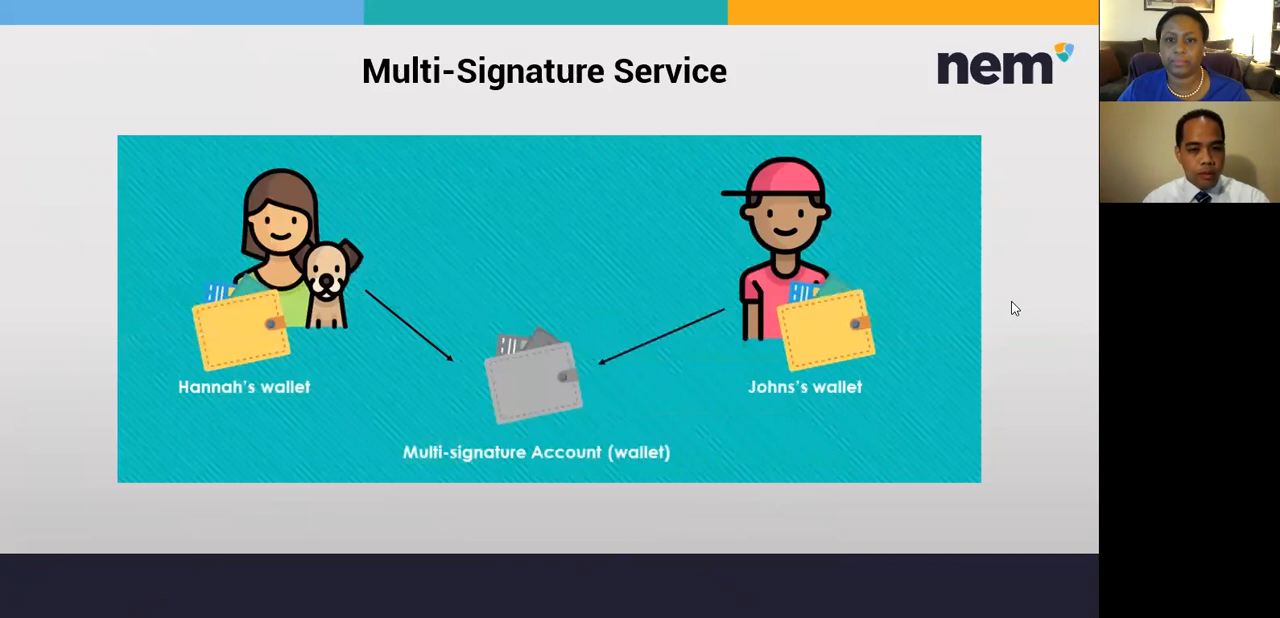 Multi-Signature Service
nem
Hannah's wallet
Johns's wallet
Multi-signature Account (wallet)